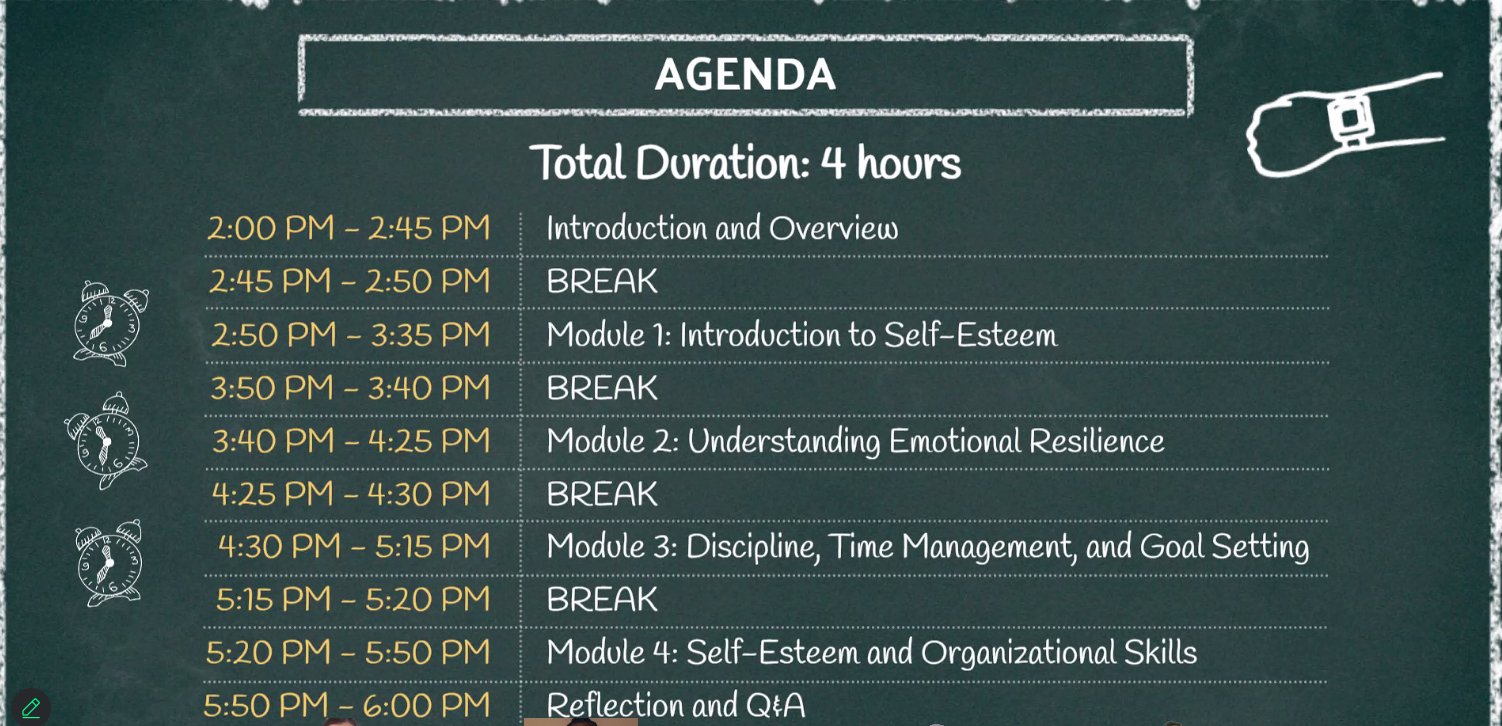 AGENDA
Total Duration: 4 hours
2:00 PM – 2:45 PM Introduction and Overview
2:45 PM – 2:50 PM BREAK
2:50 PM – 3:35 PM Module 1: Introduction to Self-Esteem
3:50 PM – 3:40 PM BREAK
3:40 PM – 4:25 PM Module 2: Understanding Emotional Resilience
4:25 PM – 4:30 PM BREAK
4:30 PM – 5:15 PM Module 3: Discipline, Time Management, and Goal Setting
5:15 PM – 5:20 PM BREAK
5:20 PM – 5:50 PM Module 4: Self-Esteem and Organizational Skills
5:50 PM – 6:00 PM Reflection and Q&A